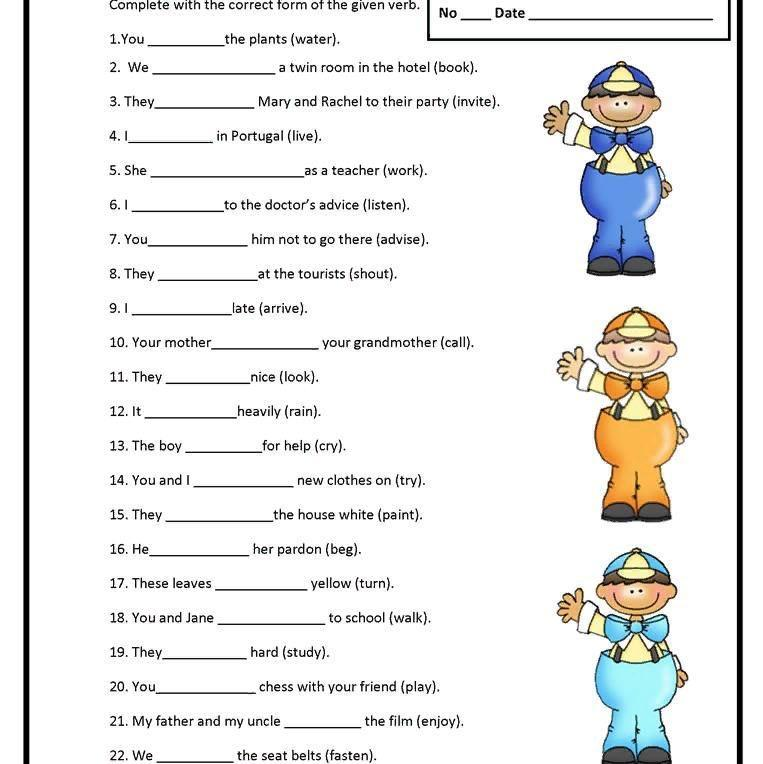 Complete with the correct form of the given verb.
No ____ Date ______________________
1.You __________the plants (water).
2. We ________________ a twin room in the hotel (book).
3. They_____________ Mary and Rachel to their party (invite).
4. I___________ in Portugal (live).
5. She ____________________as a teacher (work).
6. I ____________to the doctor's advice (listen).
7. You_____________ him not to go there (advise).
8. They _____________at the tourists (shout).
9. I _____________late (arrive).
10. Your mother______________ your grandmother (call).
11. They ___________nice (look).
12. It ____________heavily (rain).
13. The boy __________for help (cry).
14. You and I _____________ new clothes on (try).
15. They ______________the house white (paint).
16. He_____________ her pardon (beg).
17. These leaves ____________ yellow (turn).
18. You and Jane ______________ to school (walk).
19. They___________ hard (study).
20. You_____________ chess with your friend (play).
21. My father and my uncle __________ the film (enjoy).
22. We __________ the seat belts (fasten).